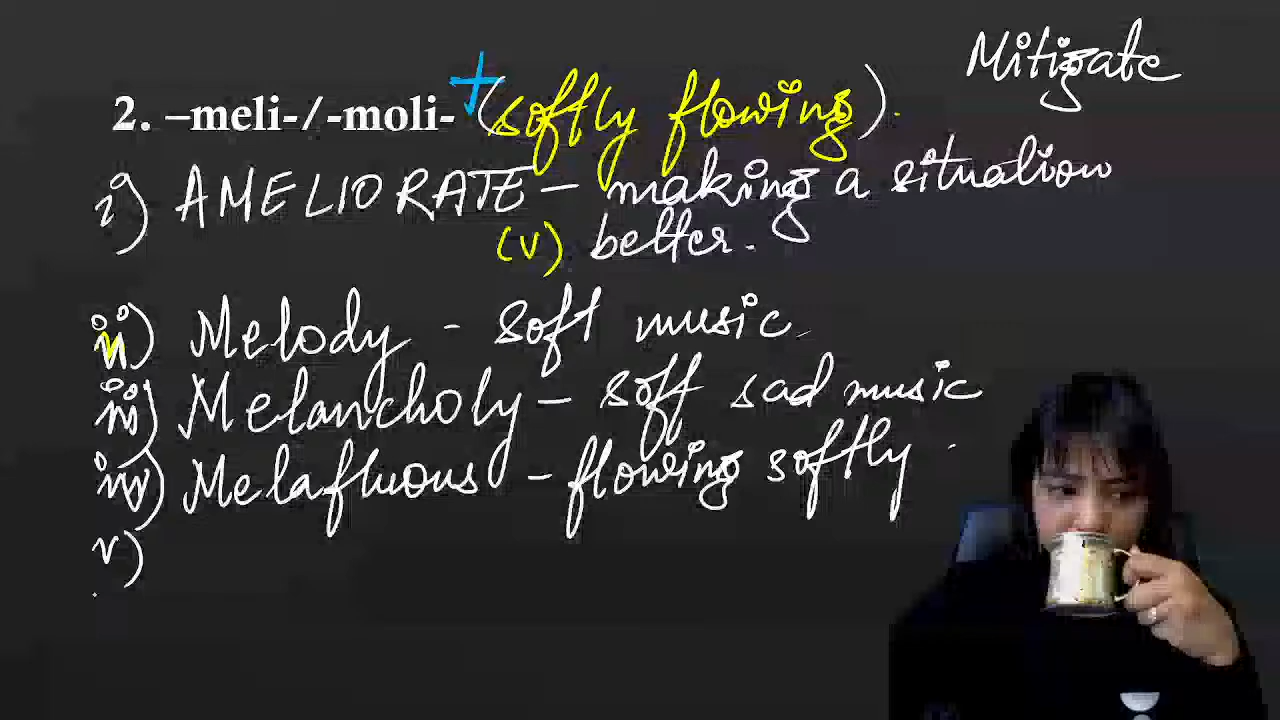 Mitigate
2. –meli-/-moli- + (softly flowing).
i) AMELIORATE – making a situation
(v) better.
ii) Melody - soft music.
iii) Melancholy – soft sad music
iv) Melafluous - flowing softly.
v)